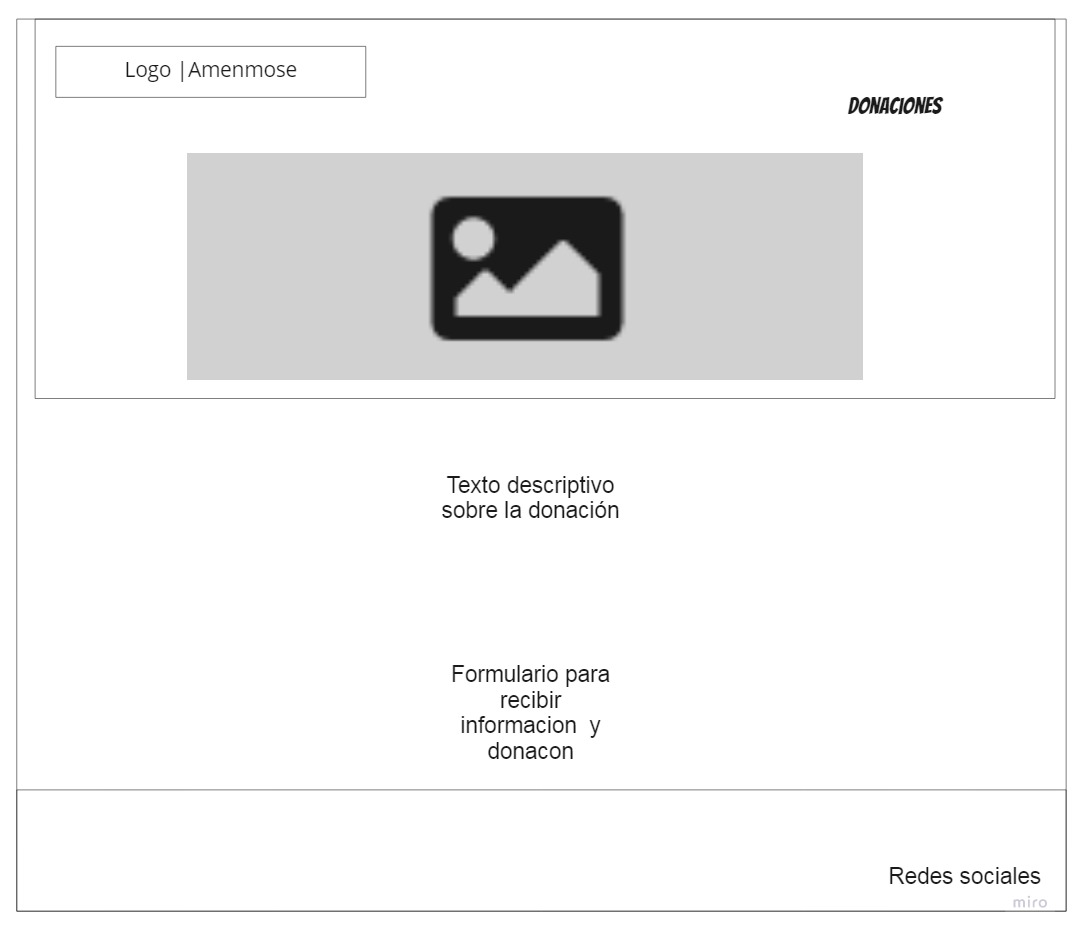 Logo |Amenmose
DONACIONES
Texto descriptivo
sobre la donación
Formulario para
recibir
informacion  y
donacon
Redes sociales
miro